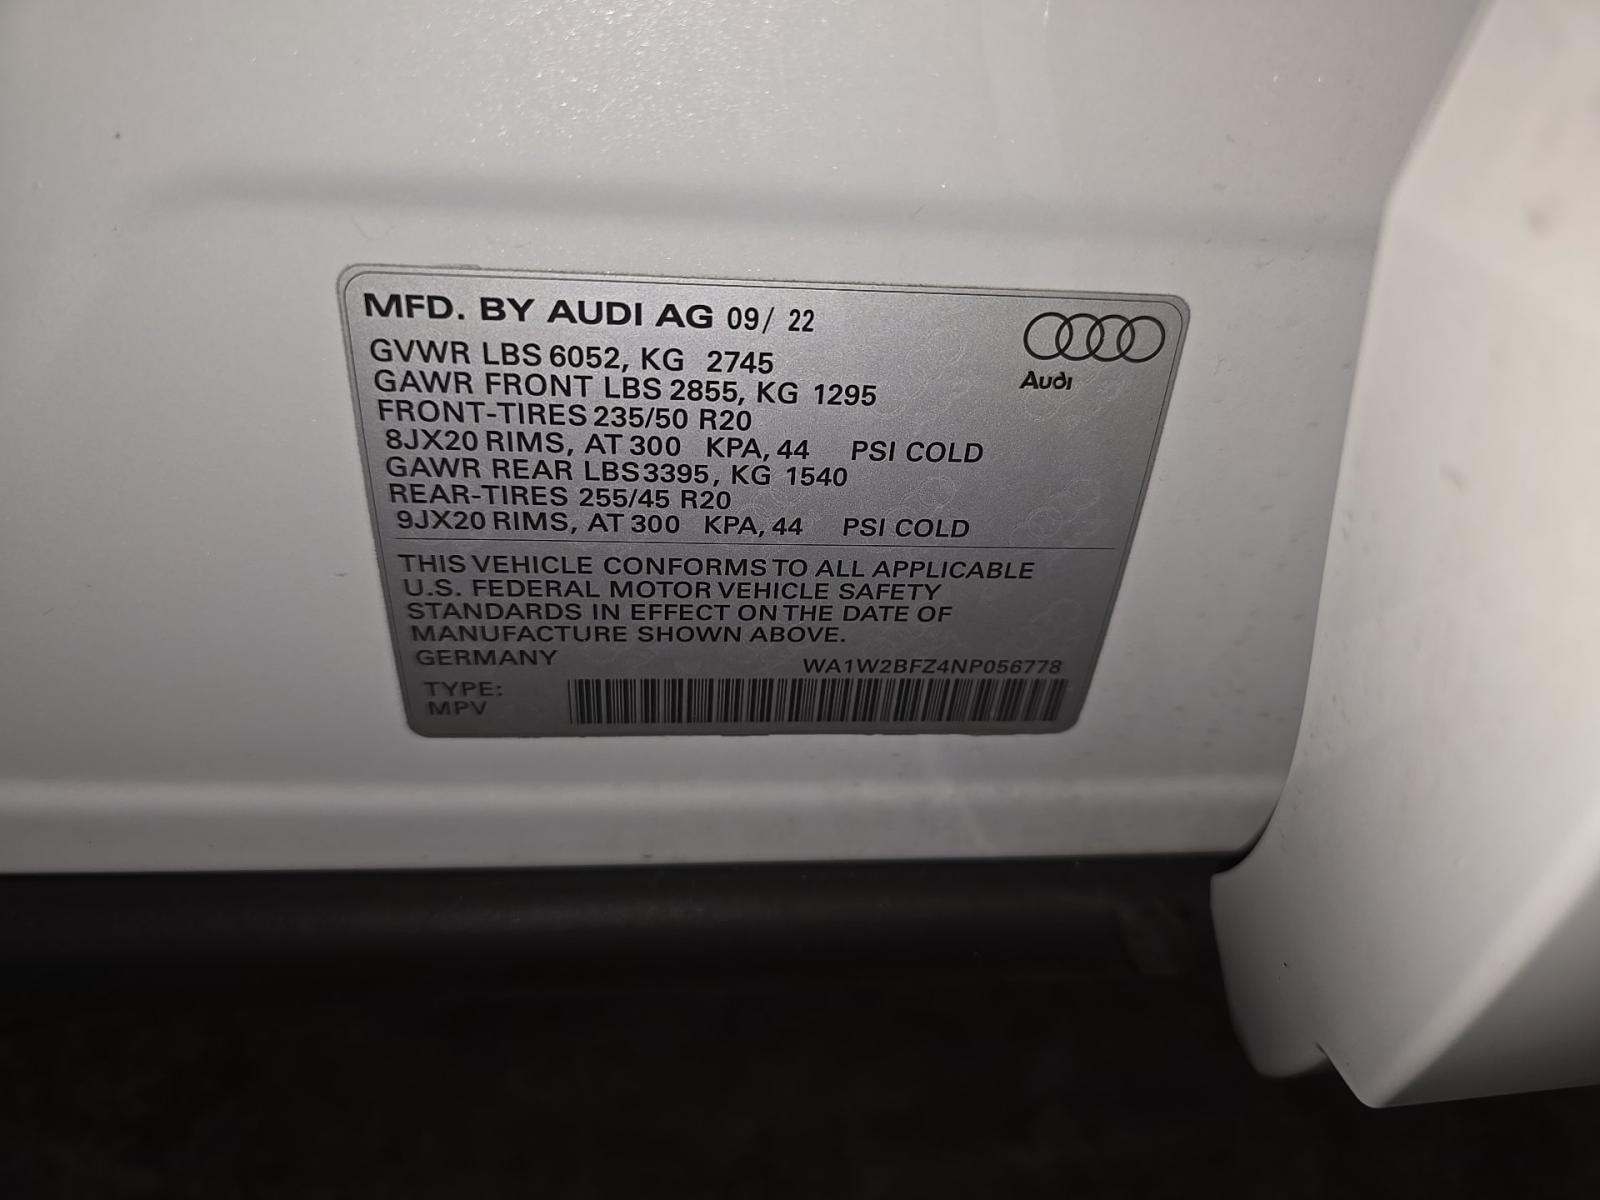 MFD. BY AUDI AG 09/ 22
GVWR LBS 6052, KG 2745
GAWR FRONT LBS 2855, KG 1295
FRONT-TIRES 235/50 R20
8JX20 RIMS, AT 300 KPA, 44 PSI COLD
GAWR REAR LBS 3395, KG 1540
REAR-TIRES 255/45 R20
9JX20 RIMS, AT 300 KPA, 44 PSI COLD
Audi
THIS VEHICLE CONFORMS TO ALL APPLICABLE
U.S. FEDERAL MOTOR VEHICLE SAFETY
STANDARDS IN EFFECT ON THE DATE OF
MANUFACTURE SHOWN ABOVE.
GERMANY WA1W2BFZ4NP056778
TYPE:
MPV